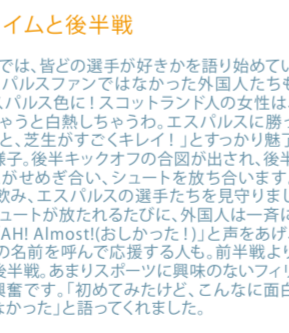 イムと後半戦
では、皆どの選手が好きかを語り始めてい
パルスファンではなかった外国人たちも
スパルス色に！スコットランド人の女性は、
ゃうと白熱しちゃうわ。エスパルスに勝っ
と、芝生がすごくキレイ！」とすっかり魅了
様子。後半キックオフの合図が出され、後半
がせめぎ合い、シュートを放ち合います。
飲み、エスパルスの選手たちを見守りまし
ュートが放たれるたびに、外国人は一斉に
AH! Almost!(おしかった！)」と声をあげ、
の名前を呼んで応援する人も。前半戦より
後半戦。あまりスポーツに興味のないフィリ
興奮です。「初めてみたけど、こんなに面白
なかった」と語ってくれました。